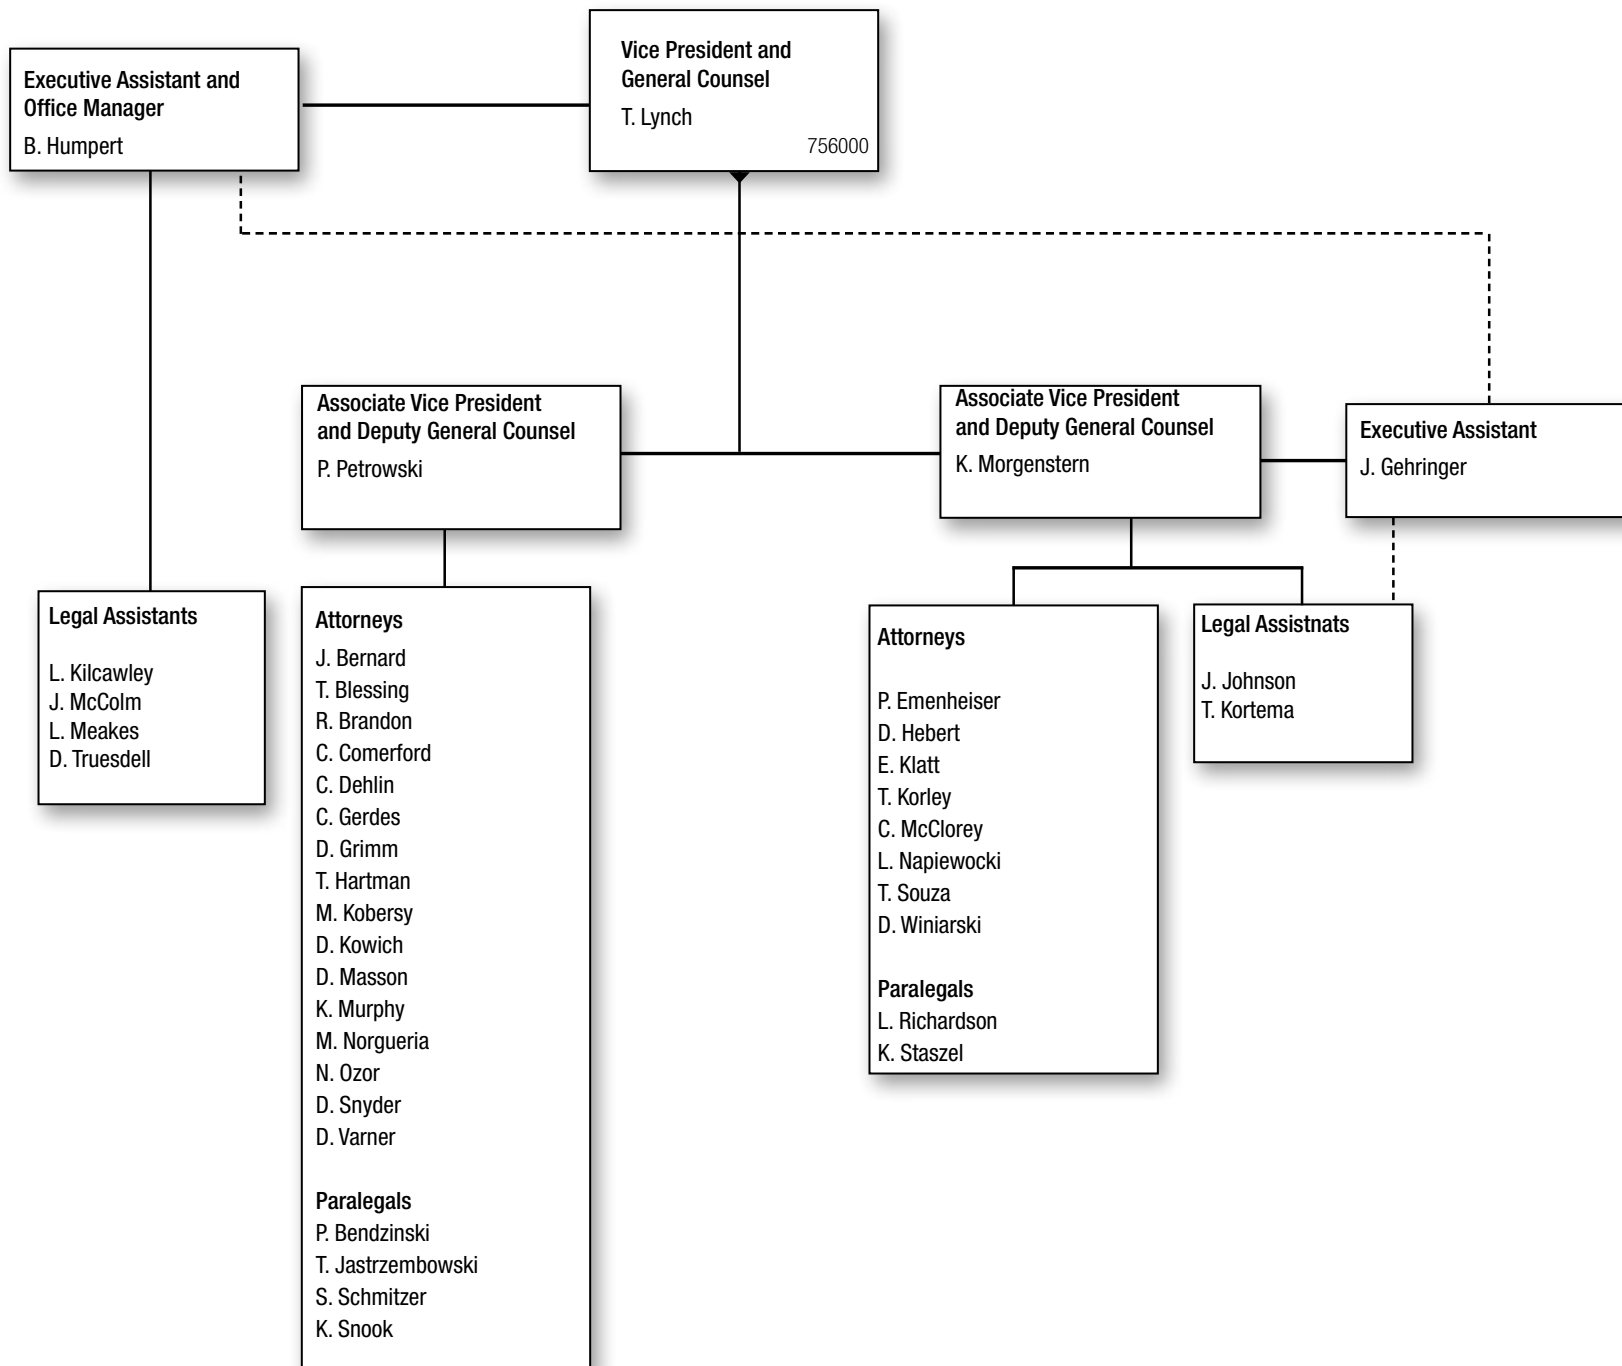 Executive Assistant and
Office Manager
B. Humpert
Vice President and
General Counsel
T. Lynch
756000
Associate Vice President
and Deputy General Counsel
P. Petrowski
Associate Vice President
and Deputy General Counsel
K. Morgenstern
Executive Assistant
J. Gehringer
Legal Assistants
L. Kilcawley
J. McColm
L. Meakes
D. Truesdell
Attorneys
J. Bernard
T. Blessing
R. Brandon
C. Comerford
C. Dehlin
C. Gerdes
D. Grimm
T. Hartman
M. Kobersy
D. Kowich
D. Masson
K. Murphy
M. Norgueria
N. Ozor
D. Snyder
D. Varner
Paralegals
P. Bendzinski
T. Jastrzembowski
S. Schmitzer
K. Snook
Attorneys
P. Emenheiser
D. Hebert
E. Klatt
T. Korley
C. McClorey
L. Napiewocki
T. Souza
D. Winiarski
Paralegals
L. Richardson
K. Staszel
Legal Assistnats
J. Johnson
T. Kortema